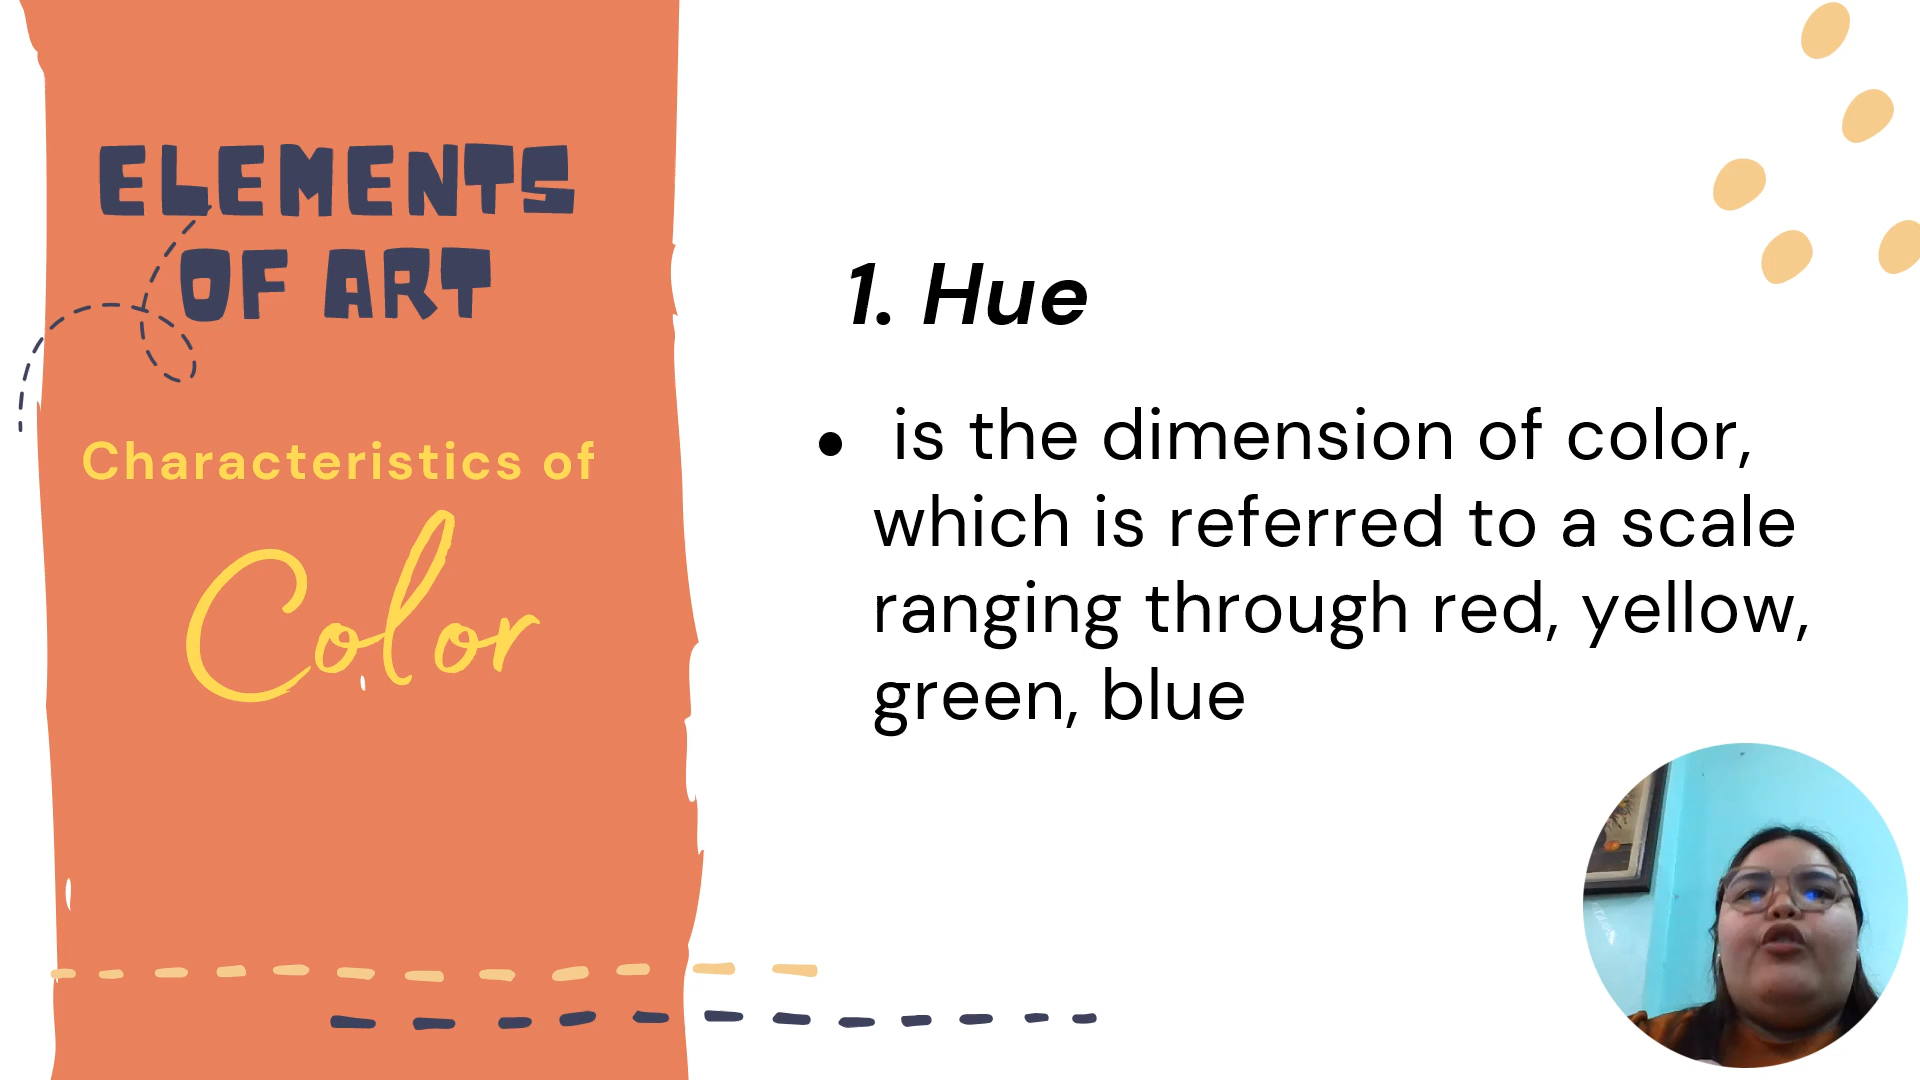 ELEMENTS
OF ART
Characteristics of
Color
1. Hue
• is the dimension of color,
which is referred to a scale
ranging through red, yellow,
green, blue